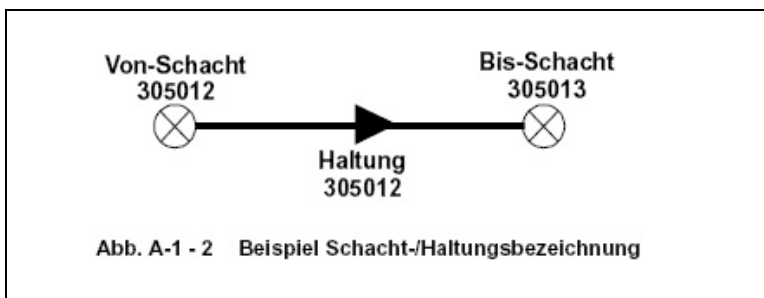 Von-Schacht
305012
Bis-Schacht
305013
Haltung
305012
Abb. A-1 - 2 Beispiel Schacht-/Haltungsbezeichnung